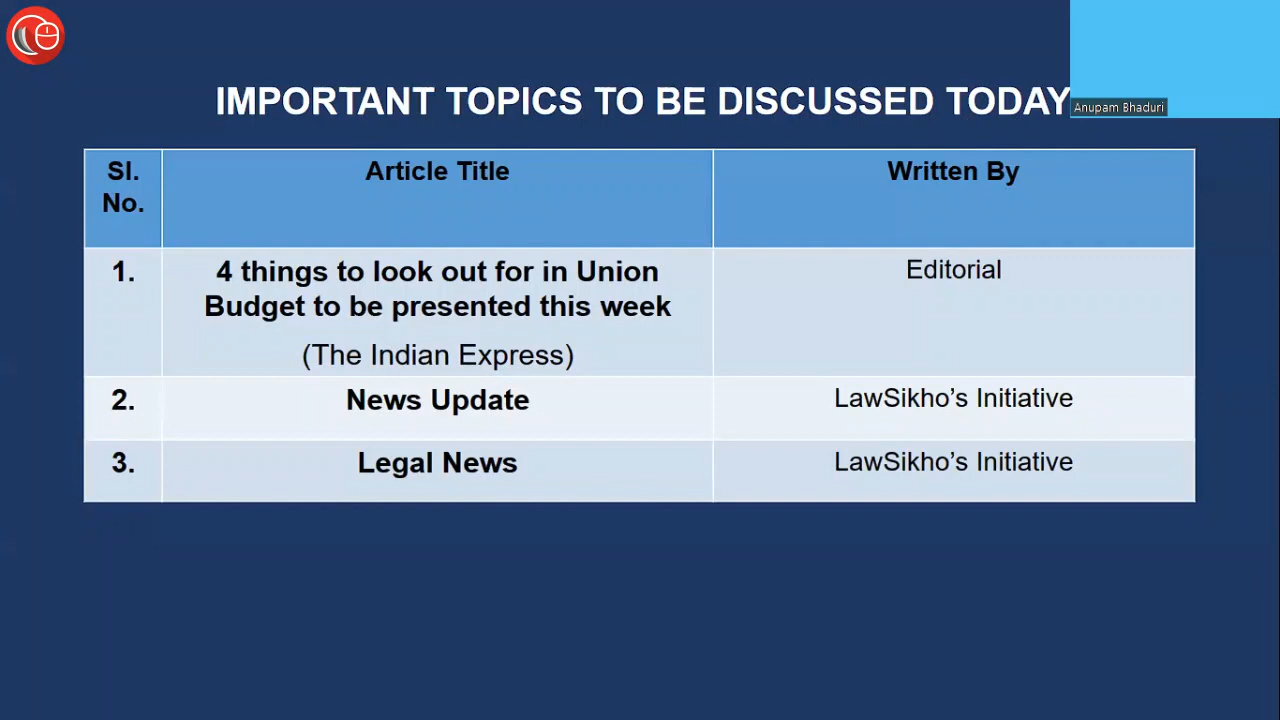 IMPORTANT TOPICS TO BE DISCUSSED TODAY
Anupam Bhaduri
Sl. No.
Article Title
Written By
1.
4 things to look out for in Union
Budget to be presented this week
(The Indian Express)
Editorial
2.
News Update
LawSikho’s Initiative
3.
Legal News
LawSikho’s Initiative